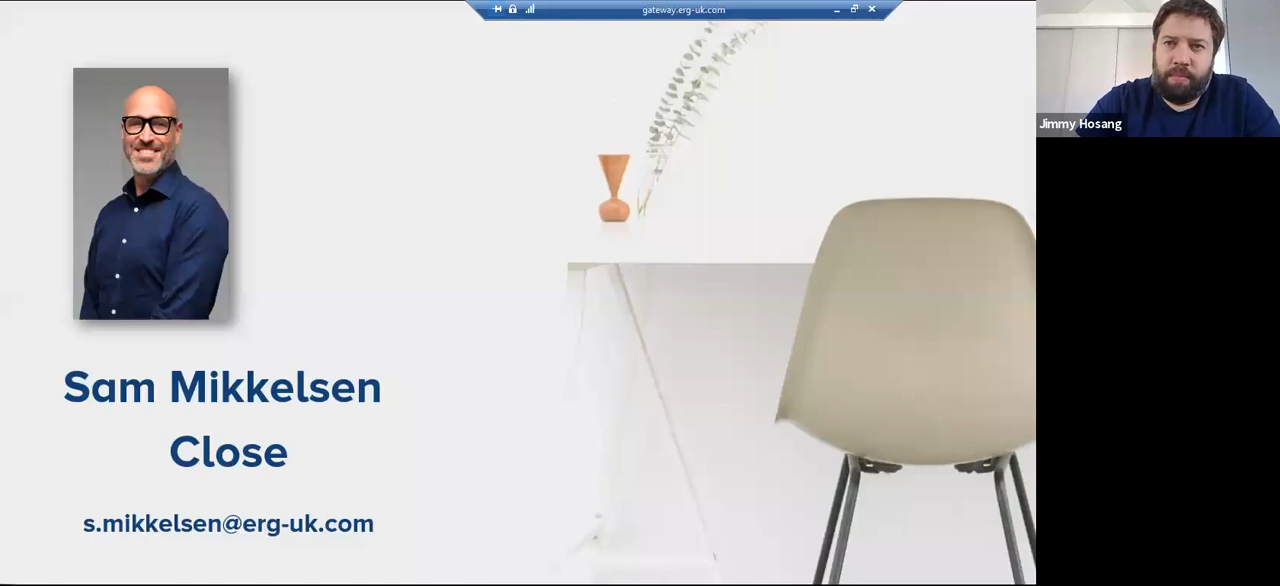 gateway.erg-uk.com
Jimmy Hosang
Sam Mikkelsen
Close
s.mikkelsen@erg-uk.com